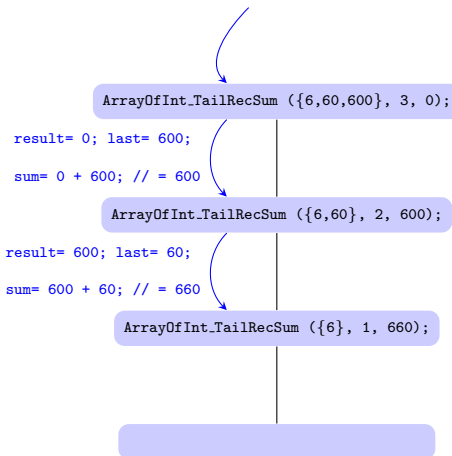 ArrayOfInt_TailRecSum ({6,60,600}, 3, 0);
result= 0; last= 600;
sum= 0 + 600; // = 600
ArrayOfInt_TailRecSum ({6,60}, 2, 600);
result= 600; last= 60;
sum= 600 + 60; // = 660
ArrayOfInt_TailRecSum ({6}, 1, 660);